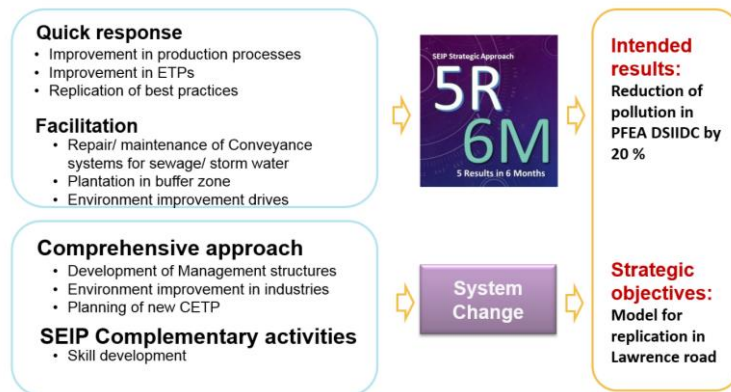 Quick response
• Improvement in production processes
• Improvement in ETPs
• Replication of best practices
Facilitation
• Repair/ maintenance of Conveyance
systems for sewage/ storm water
• Plantation in buffer zone
• Environment improvement drives
SEIP Strategic Approach
5R
6M
5 Results in 6 Months
Intended
results:
Reduction of
pollution in
PFEA DSIIDC by
20 %
Comprehensive approach
• Development of Management structures
• Environment improvement in industries
• Planning of new CETP
SEIP Complementary activities
• Skill development
System
Change
Strategic
objectives:
Model for
replication in
Lawrence road